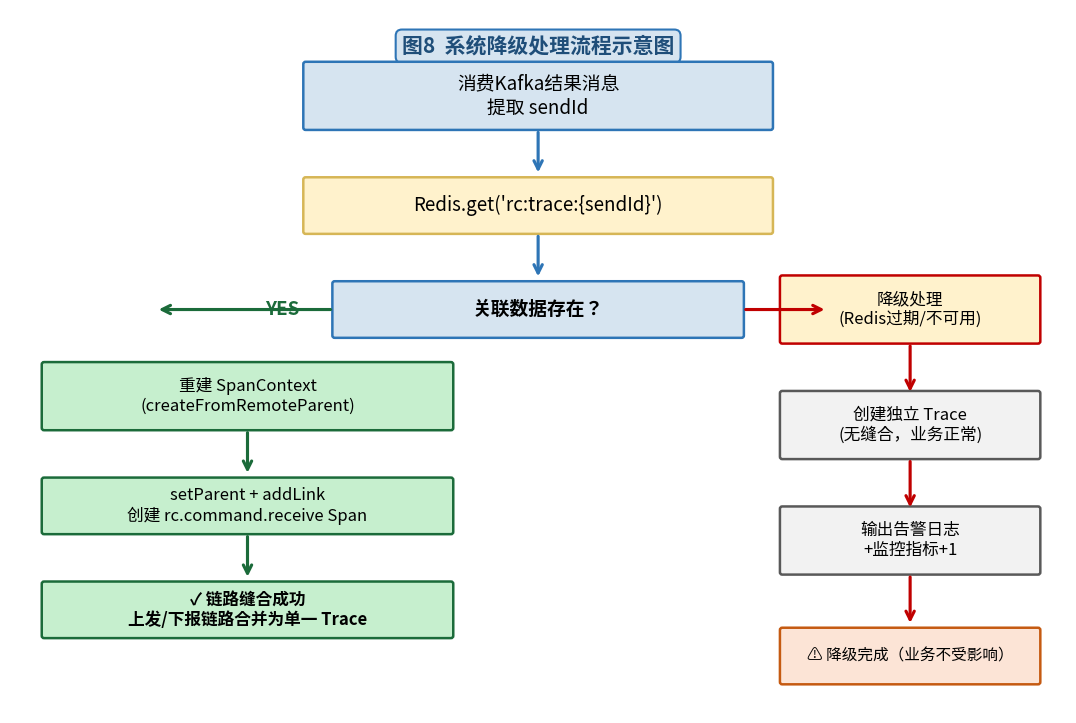 图8 系统降级处理流程示意图
消费Kafka结果消息
提取 sendId
Redis.get('rc:trace:{sendId}')
关联数据存在？
YES
降级处理
(Redis过期/不可用)
重建 SpanContext
(createFromRemoteParent)
创建独立 Trace
(无缝合，业务正常)
setParent + addLink
创建 rc.command.receive Span
输出告警日志
+监控指标+1
✓ 链路缝合成功
上发/下报链路合并为单一 Trace
⚠ 降级完成（业务不受影响）